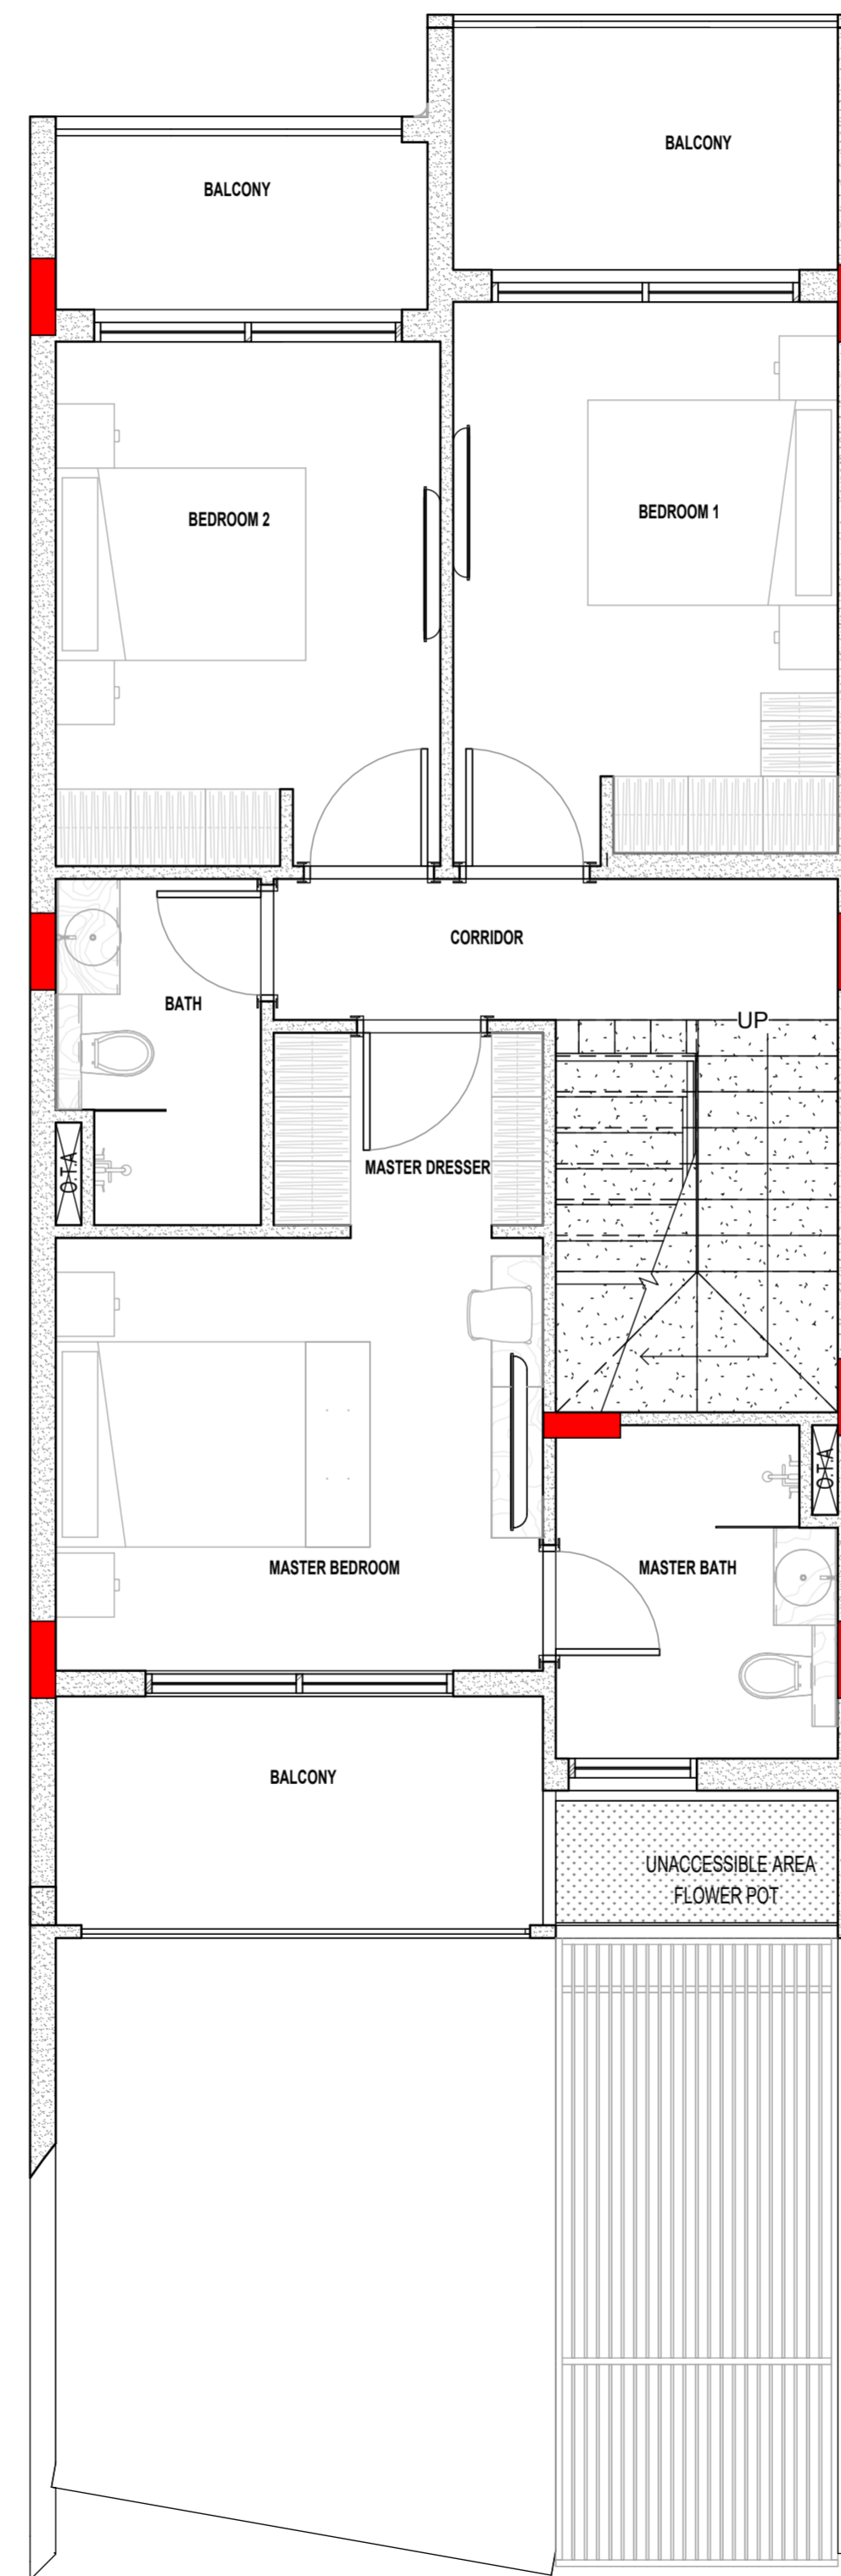 BALCONY
BALCONY
BEDROOM 1
BEDROOM 2
CORRIDOR
BATH
UP
MASTER DRESSER
O.T.A
O.T.A
MASTER BEDROOM
MASTER BATH
BALCONY
UNACCESSIBLE AREA
FLOWER POT